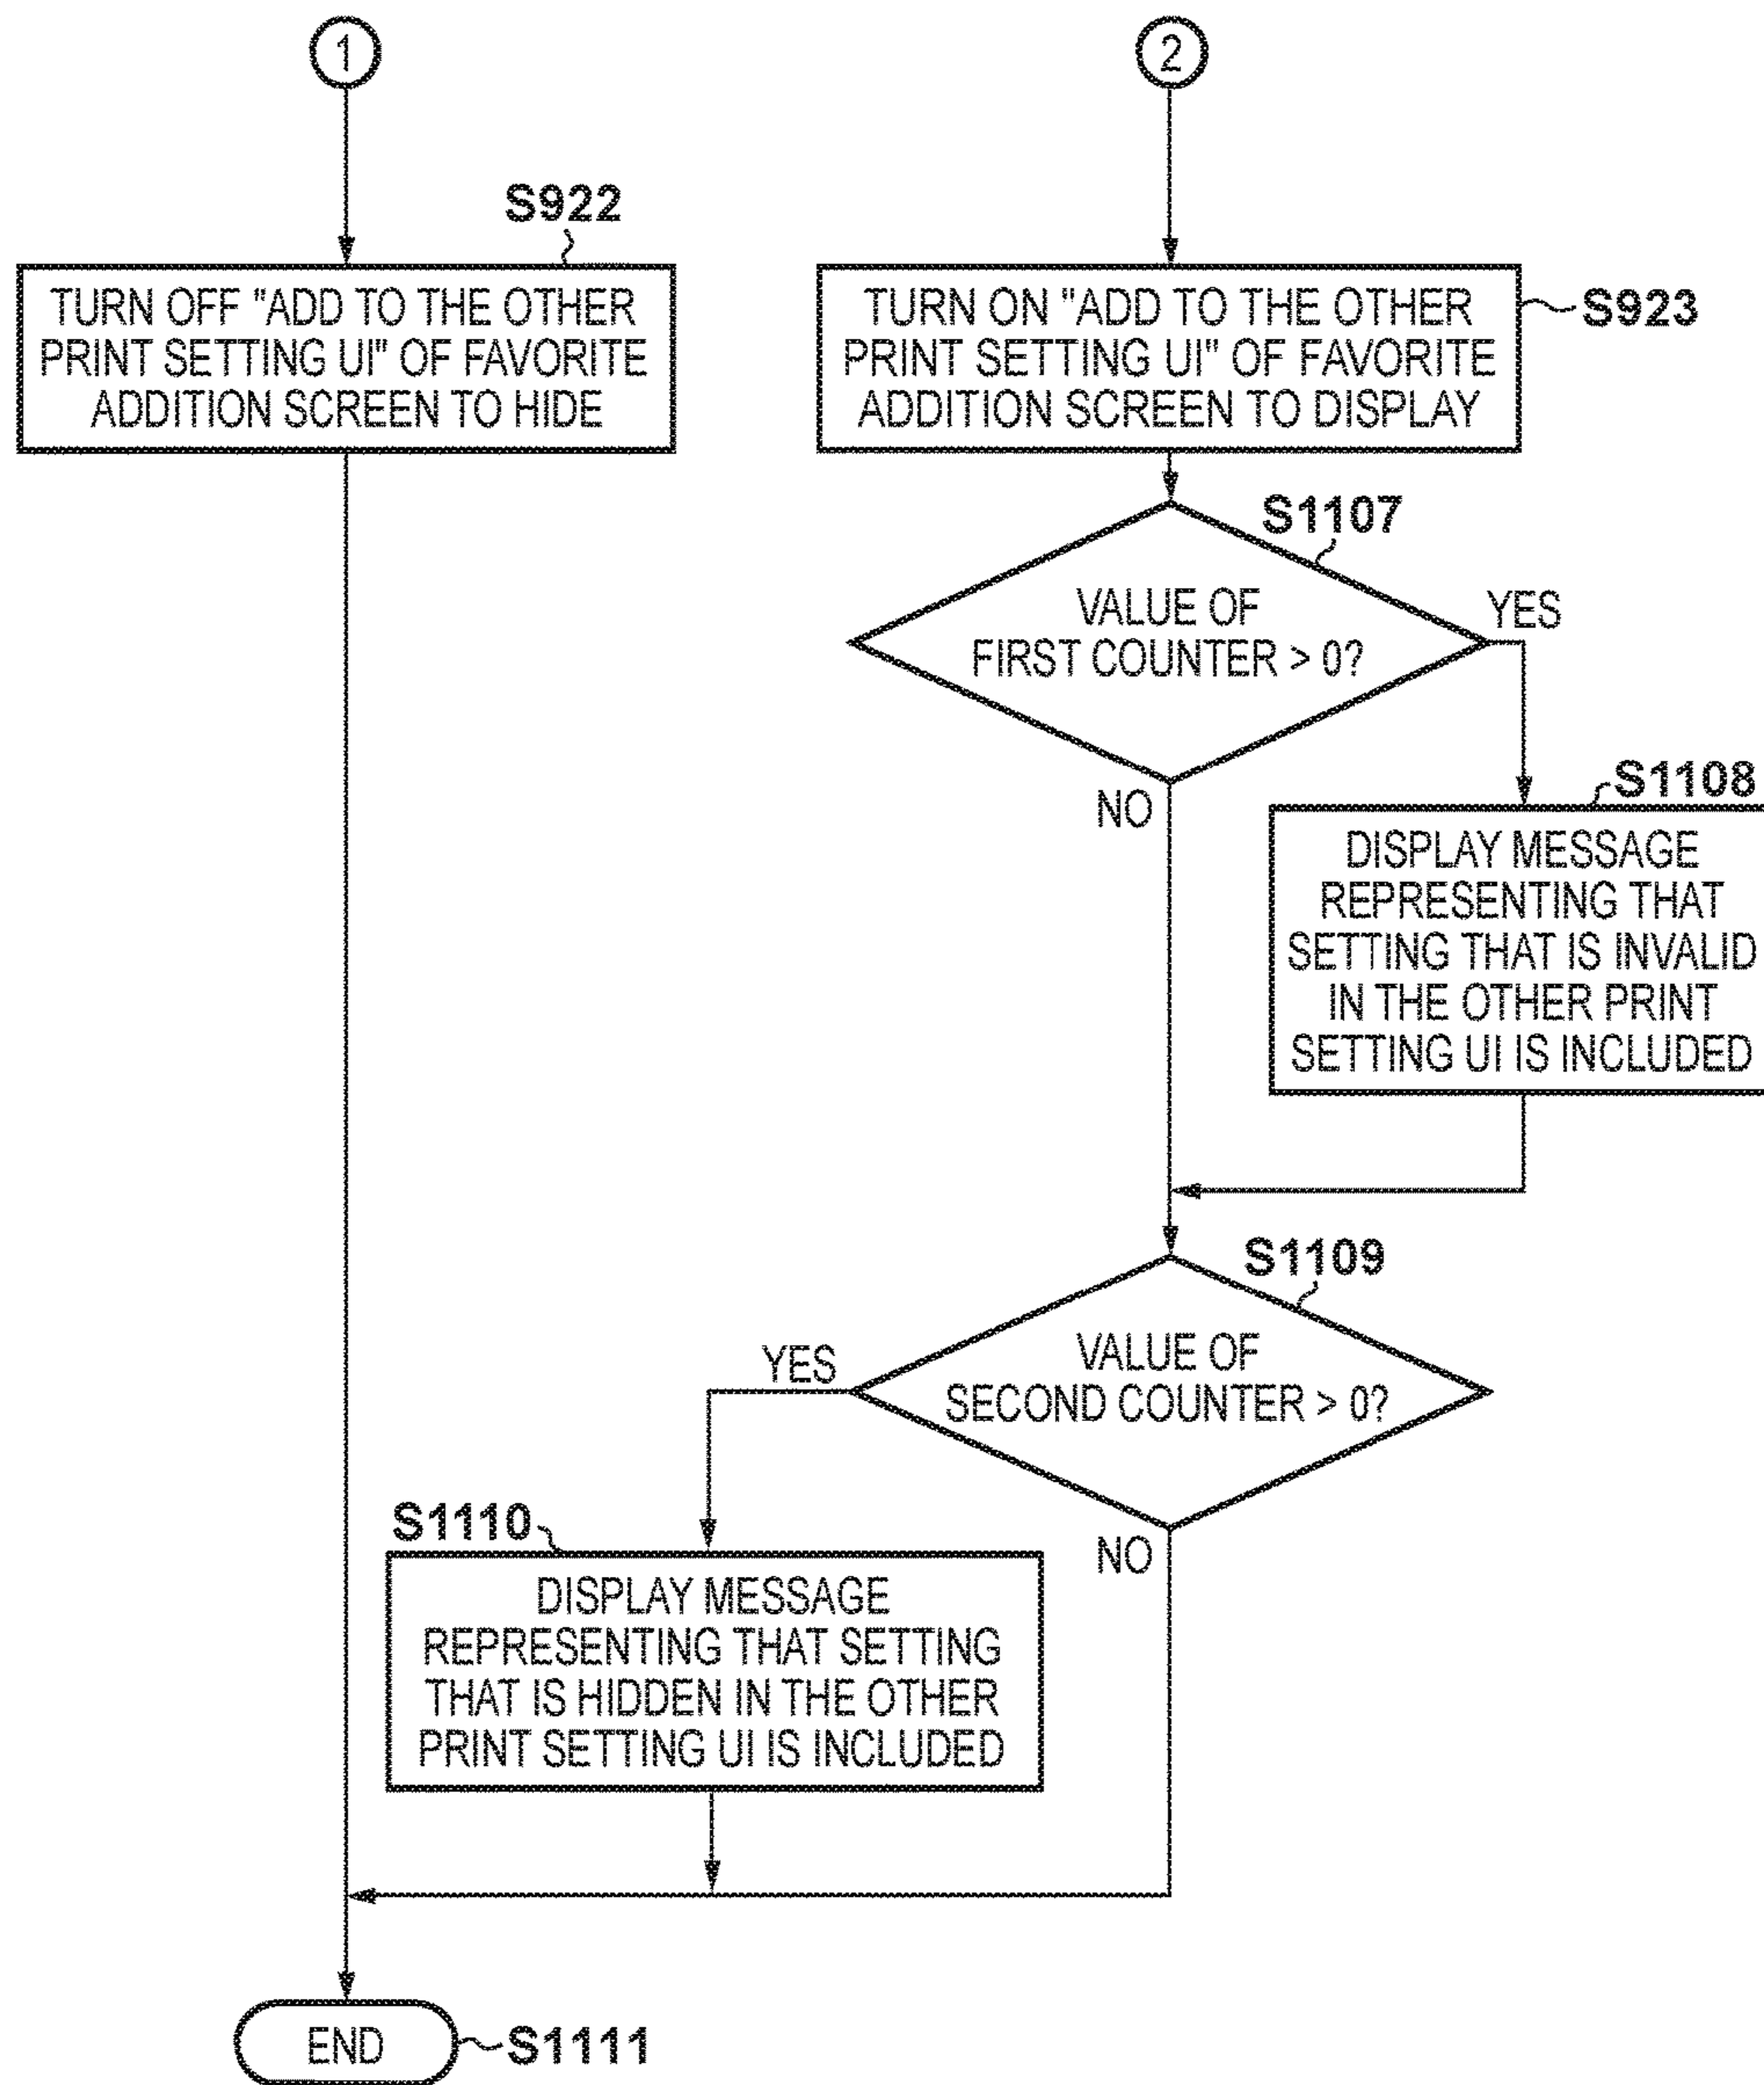 1
2
S922
TURN OFF "ADD TO THE OTHER
PRINT SETTING UI" OF FAVORITE
ADDITION SCREEN TO HIDE
S923
TURN ON "ADD TO THE OTHER
PRINT SETTING UI" OF FAVORITE
ADDITION SCREEN TO DISPLAY
S1107
VALUE OF
FIRST COUNTER > 0?
YES
NO
S1108
DISPLAY MESSAGE
REPRESENTING THAT
SETTING THAT IS INVALID
IN THE OTHER PRINT
SETTING UI IS INCLUDED
S1109
VALUE OF
SECOND COUNTER > 0?
YES
NO
S1110
DISPLAY MESSAGE
REPRESENTING THAT SETTING
THAT IS HIDDEN IN THE OTHER
PRINT SETTING UI IS INCLUDED
END
S1111